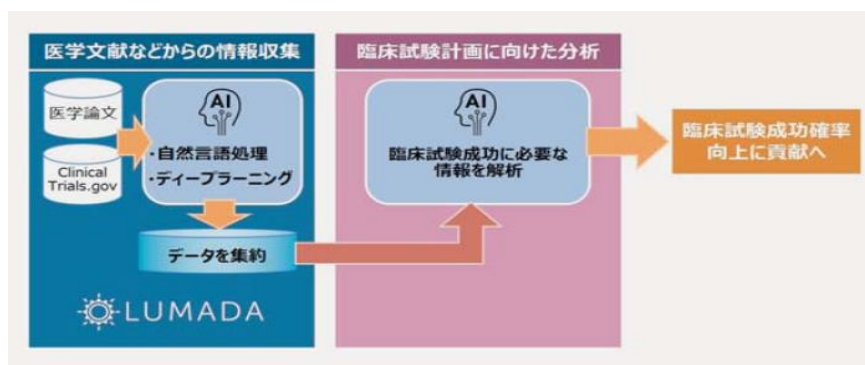 医学文献などからの情報収集
医学論文
Clinical
Trials.gov
AI
・自然言語処理
・ディープラーニング
データを集約
LUMADA
臨床試験計画に向けた分析
AI
臨床試験成功に必要な
情報を解析
臨床試験成功確率
向上に貢献へ